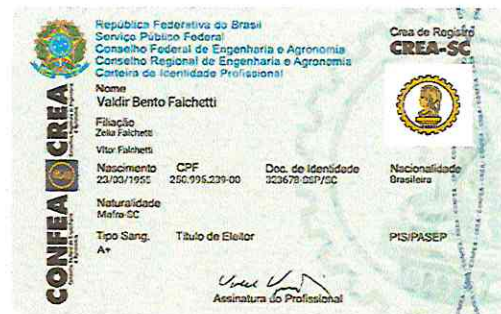 República Federativa do Brasil
Serviço Público Federal
Conselho Federal de Engenharia e Agronomia
Conselho Regional de Engenharia e Agronomia
Carteira de Identidade Profissional
Crea de Registro
CREA-SC
CONFEA CREA
Nome
Valdir Bento Falchetti
Filiação
Zelia Falchetti
Vitor Falchetti
Nascimento CPF Doc. de Identidade Nacionalidade
23/03/1955 250.995.239-00 323678-SSP/SC Brasileira
Naturalidade
Mafra-SC
Tipo Sang. Título de Eleitor PIS/PASEP
A+
Assinatura do Profissional